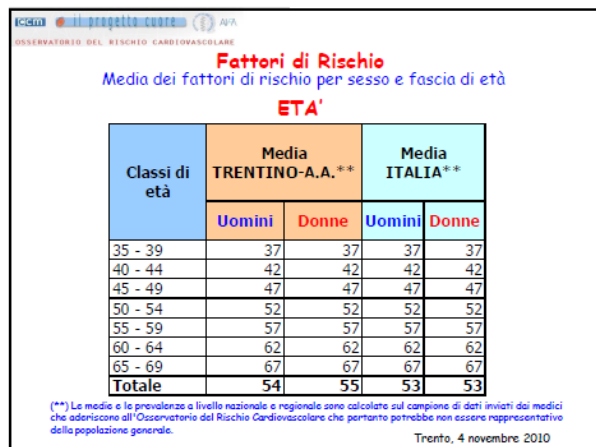 iccm il progetto cuore AFA
OSSERVATORIO DEL RISCHIO CARDIOVASCOLARE
Fattori di Rischio
Media dei fattori di rischio per sesso e fascia di età
ETA'
Classi di età Media TRENTINO-A.A.** Media ITALIA**
Uomini Donne Uomini Donne
35 - 39 37 37 37 37
40 - 44 42 42 42 42
45 - 49 47 47 47 47
50 - 54 52 52 52 52
55 - 59 57 57 57 57
60 - 64 62 62 62 62
65 - 69 67 67 67 67
Totale 54 55 53 53
(**) Le medie e le prevalenze a livello nazionale e regionale sono calcolate sul campione di dati inviati dai medici
che aderiscono all'Osservatorio del Rischio Cardiovascolare che pertanto potrebbe non essere rappresentativo
della popolazione generale.
Trento, 4 novembre 2010